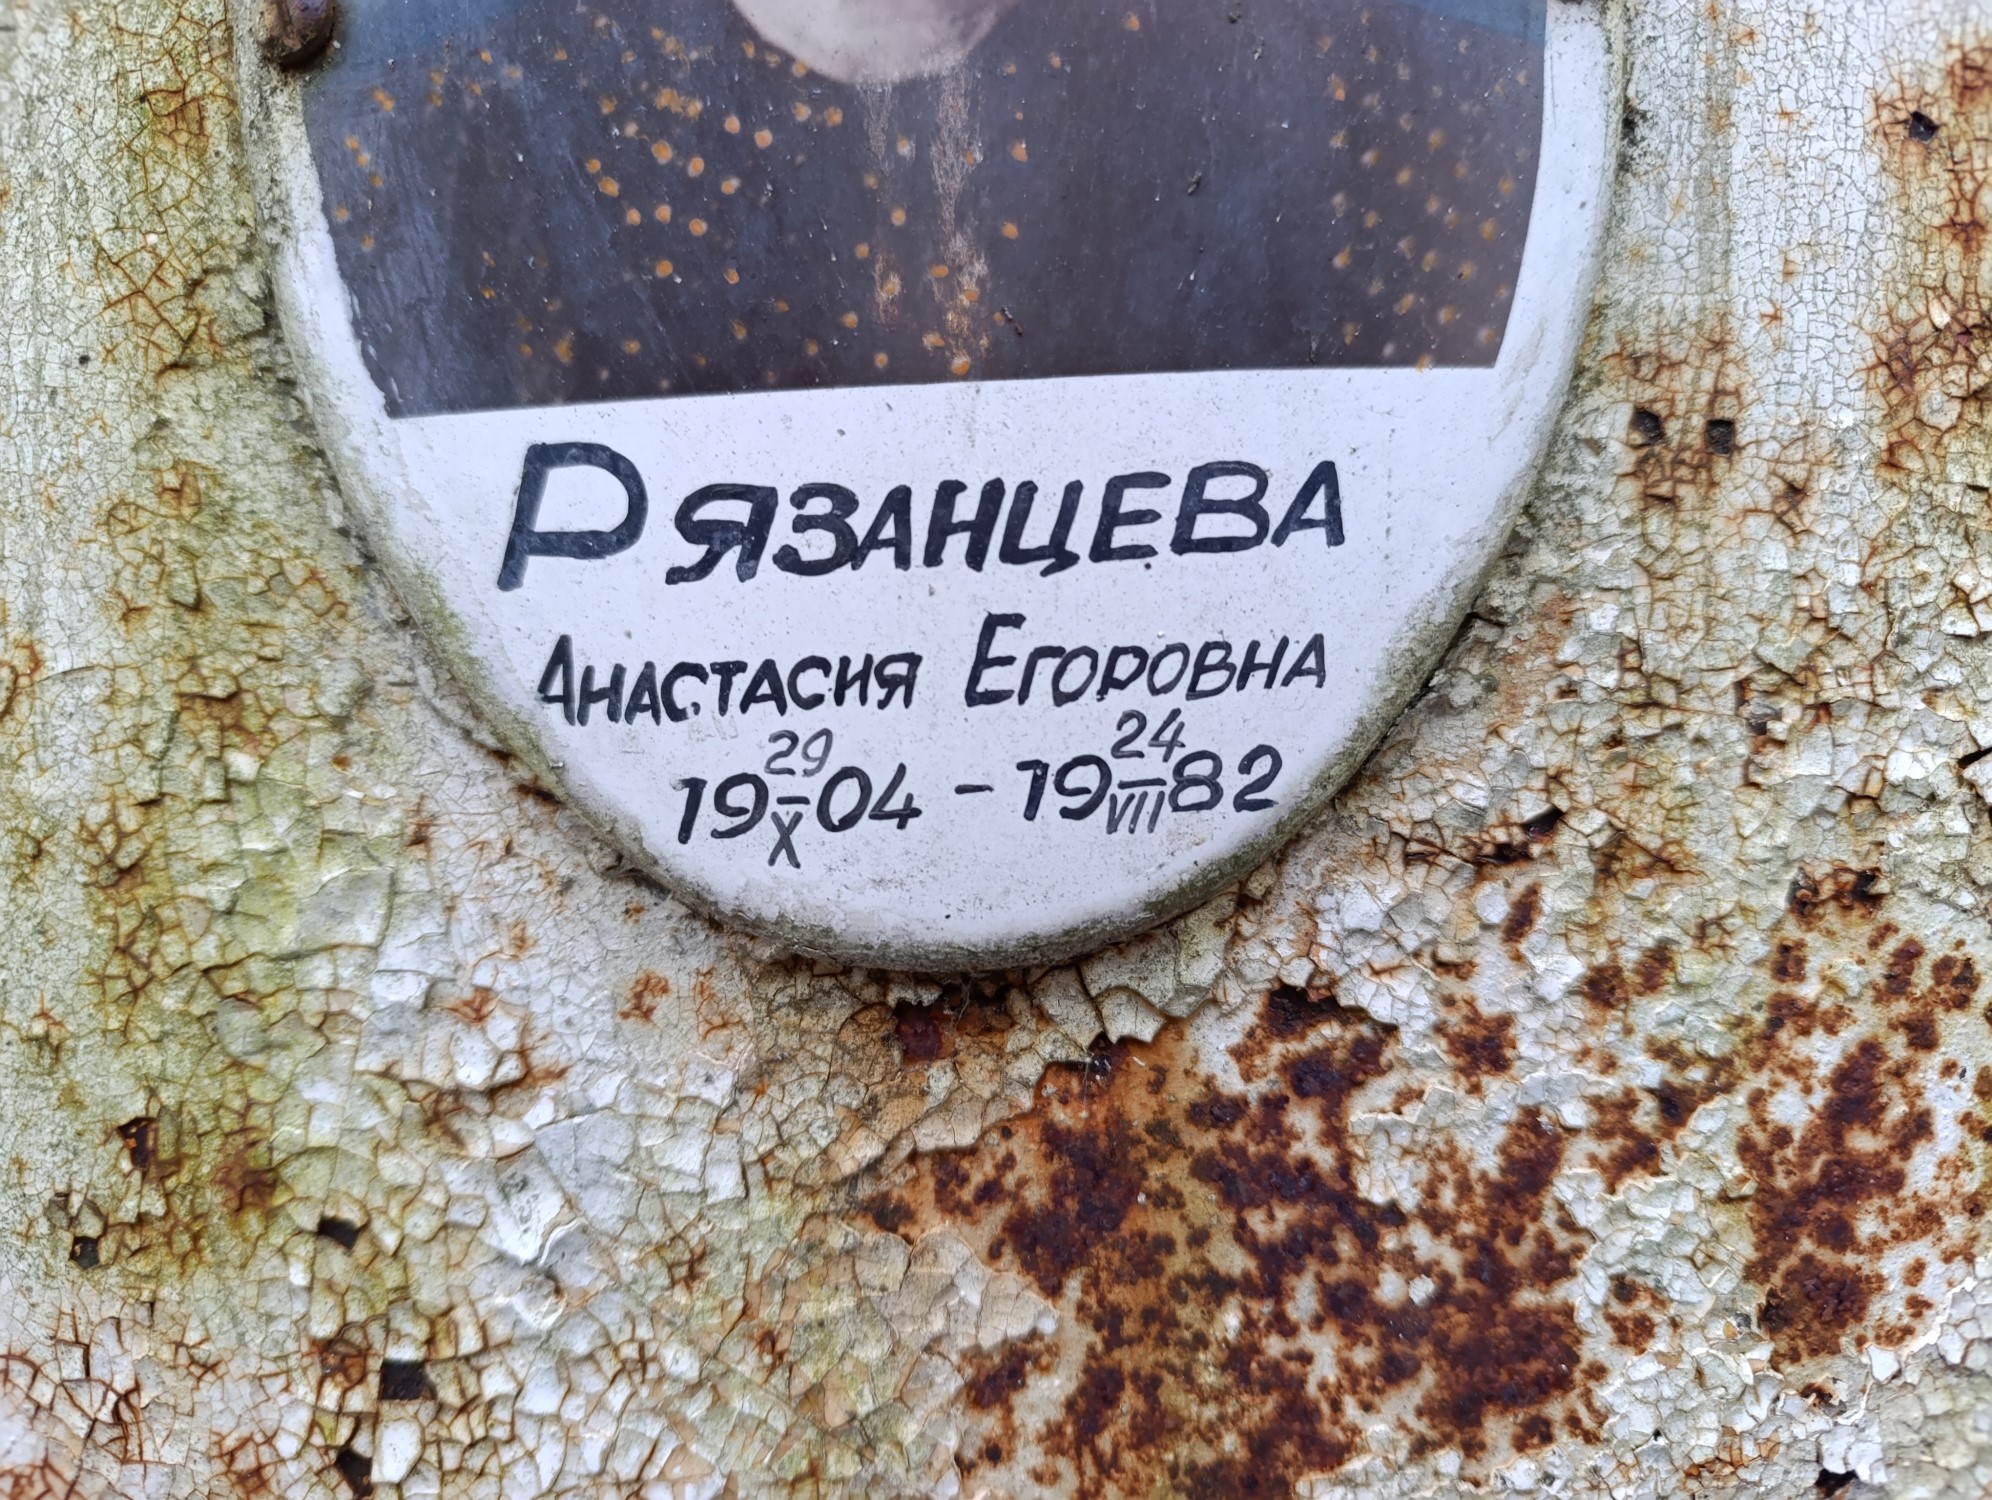 Рязанцева
Анастасия Егоровна
19 29/X 04 - 19 24/VII 82